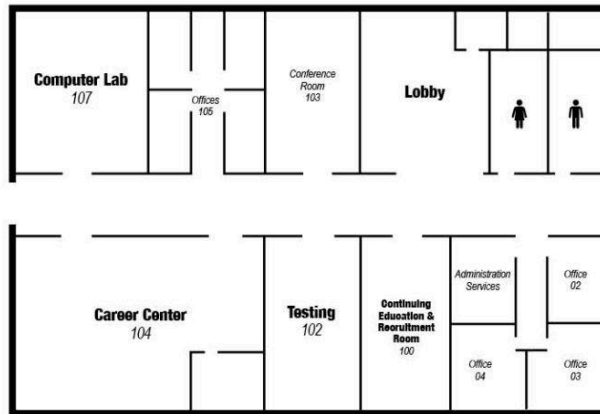 Computer Lab
107
Offices
105
Conference
Room
103
Lobby
Career Center
104
Testing
102
Continuing
Education &
Recruitment
Room
100
Administration
Services
Office
02
Office
04
Office
03